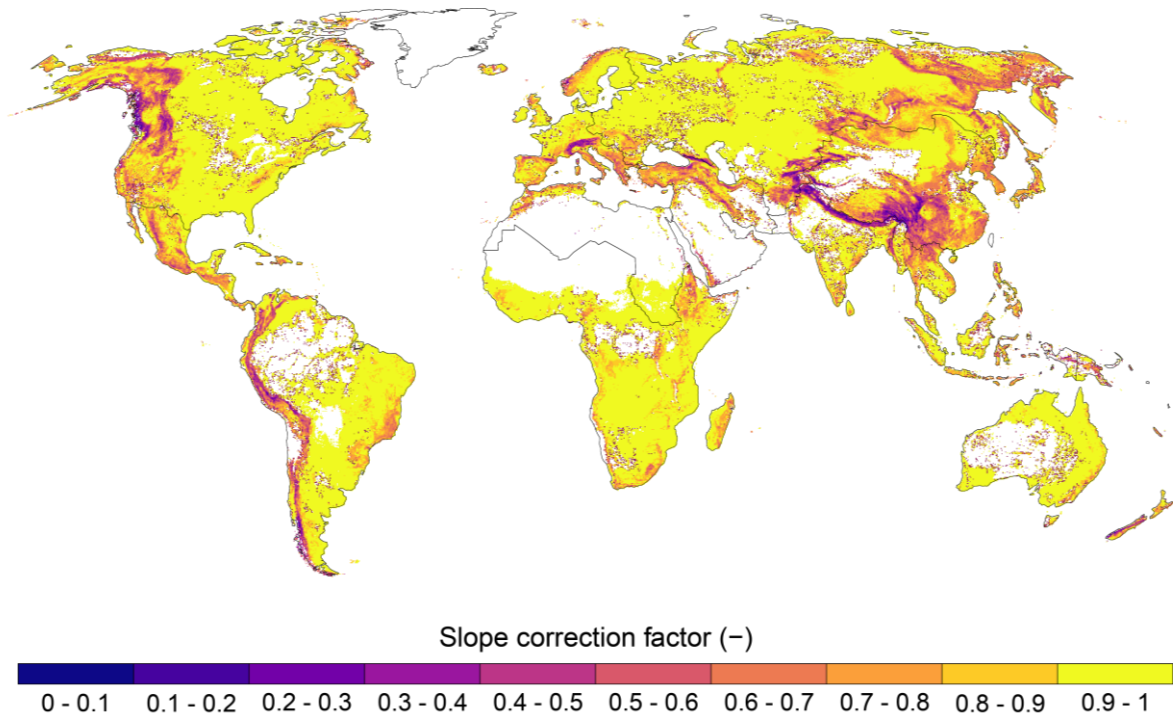 Slope correction factor (−)
0 - 0.1 0.1 - 0.2 0.2 - 0.3 0.3 - 0.4 0.4 - 0.5 0.5 - 0.6 0.6 - 0.7 0.7 - 0.8 0.8 - 0.9 0.9 - 1